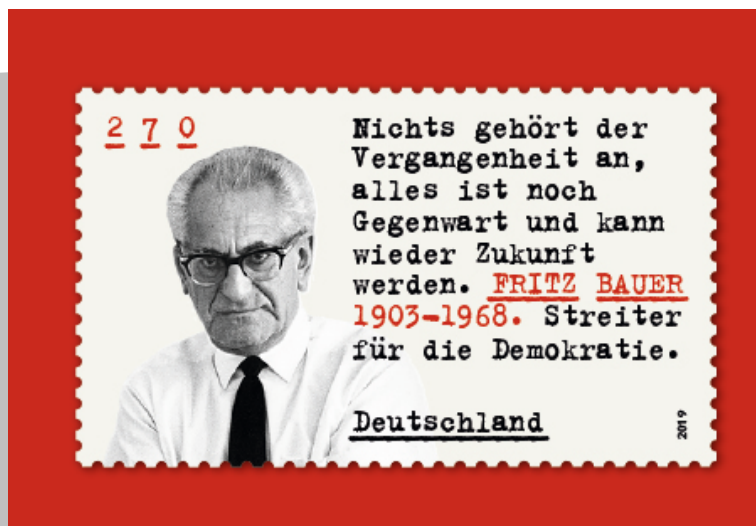 2 7 0
Nichts gehört der
Vergangenheit an,
alles ist noch
Gegenwart und kann
wieder Zukunft
werden. FRITZ BAUER
1903–1968. Streiter
für die Demokratie.
Deutschland
2019